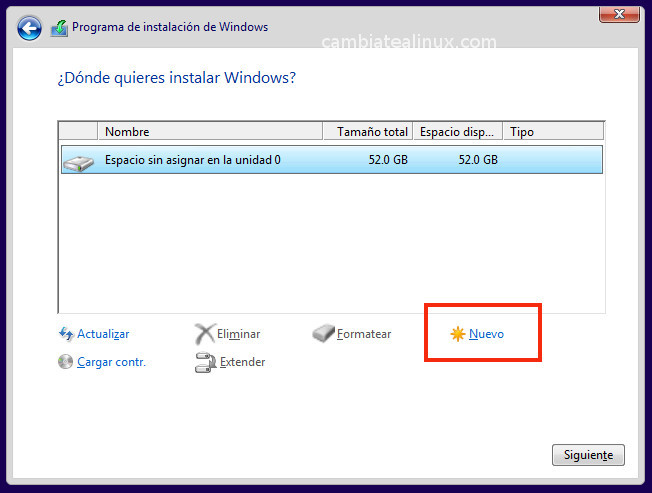 Programa de instalación de Windows
cambiatealinux.com
¿Dónde quieres instalar Windows?
Nombre Tamaño total Espacio disp... Tipo
Espacio sin asignar en la unidad 0 52.0 GB 52.0 GB
Actualizar Eliminar Formatear Nuevo
Cargar contr. Extender
Siguiente